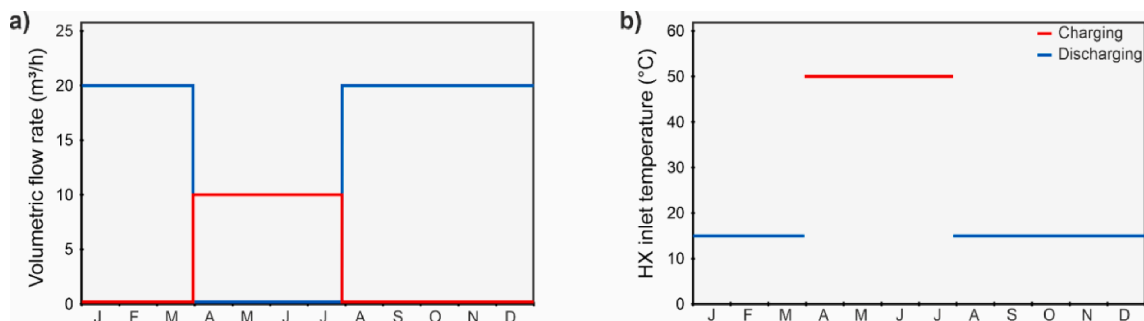 a)
Volumetric flow rate (m³/h)
25
20
15
10
5
0
J F M A M J J A S O N D
b)
HX inlet temperature (°C)
60
50
40
30
20
10
0
Charging
Discharging
J F M A M J J A S O N D